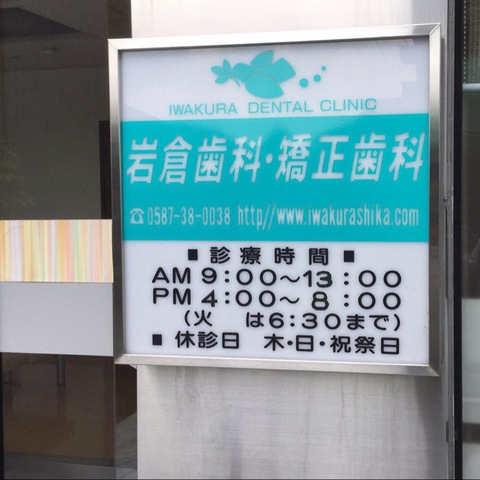 IWAKURA DENTAL CLINIC
岩倉歯科・矯正歯科
☎0587-38-0038 http//www.iwakurashika.com
■診療時間■
AM 9:00〜13:00
PM 4:00〜8:00
(火 は6:30まで)
■休診日 木・日・祝祭日